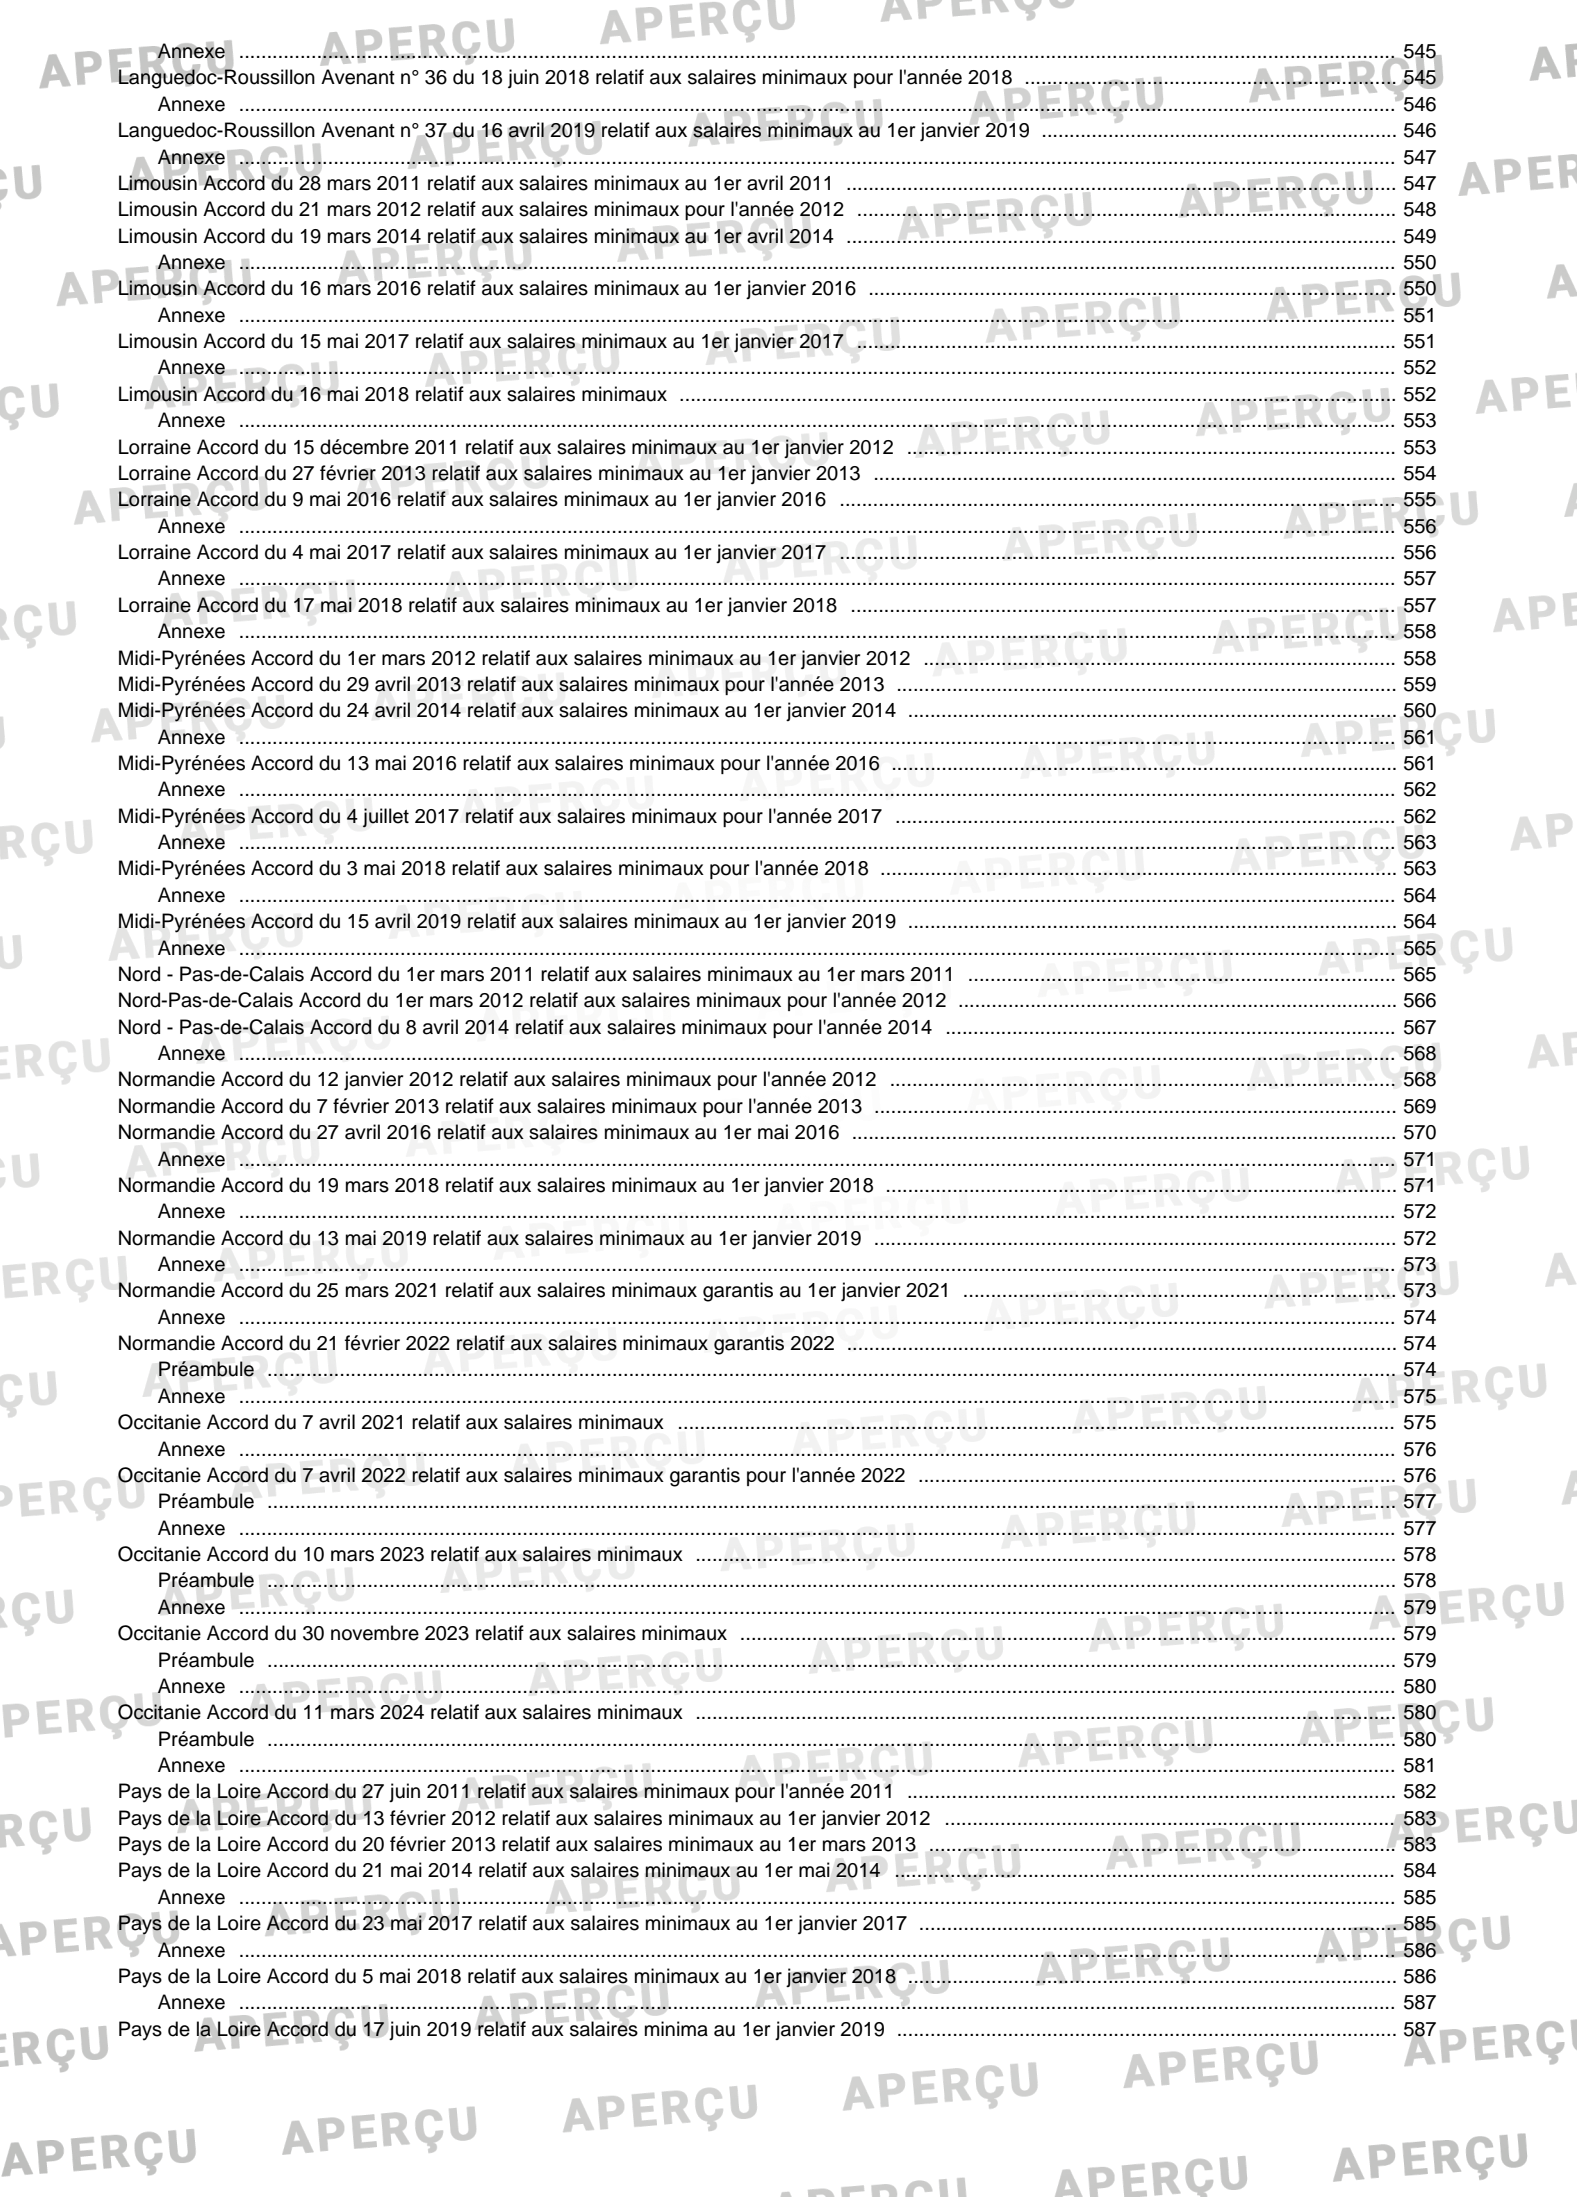 Annexe ........ 545
Languedoc-Roussillon Avenant n° 36 du 18 juin 2018 relatif aux salaires minimaux pour l'année 2018 ........ 545
Annexe ........ 546
Languedoc-Roussillon Avenant n° 37 du 16 avril 2019 relatif aux salaires minimaux au 1er janvier 2019 ........ 546
Annexe ........ 547
Limousin Accord du 28 mars 2011 relatif aux salaires minimaux au 1er avril 2011 ........ 547
Limousin Accord du 21 mars 2012 relatif aux salaires minimaux pour l'année 2012 ........ 548
Limousin Accord du 19 mars 2014 relatif aux salaires minimaux au 1er avril 2014 ........ 549
Annexe ........ 550
Limousin Accord du 16 mars 2016 relatif aux salaires minimaux au 1er janvier 2016 ........ 550
Annexe ........ 551
Limousin Accord du 15 mai 2017 relatif aux salaires minimaux au 1er janvier 2017 ........ 551
Annexe ........ 552
Limousin Accord du 16 mai 2018 relatif aux salaires minimaux ........ 552
Annexe ........ 553
Lorraine Accord du 15 décembre 2011 relatif aux salaires minimaux au 1er janvier 2012 ........ 553
Lorraine Accord du 27 février 2013 relatif aux salaires minimaux au 1er janvier 2013 ........ 554
Lorraine Accord du 9 mai 2016 relatif aux salaires minimaux au 1er janvier 2016 ........ 555
Annexe ........ 556
Lorraine Accord du 4 mai 2017 relatif aux salaires minimaux au 1er janvier 2017 ........ 556
Annexe ........ 557
Lorraine Accord du 17 mai 2018 relatif aux salaires minimaux au 1er janvier 2018 ........ 557
Annexe ........ 558
Midi-Pyrénées Accord du 1er mars 2012 relatif aux salaires minimaux au 1er janvier 2012 ........ 558
Midi-Pyrénées Accord du 29 avril 2013 relatif aux salaires minimaux pour l'année 2013 ........ 559
Midi-Pyrénées Accord du 24 avril 2014 relatif aux salaires minimaux au 1er janvier 2014 ........ 560
Annexe ........ 561
Midi-Pyrénées Accord du 13 mai 2016 relatif aux salaires minimaux pour l'année 2016 ........ 561
Annexe ........ 562
Midi-Pyrénées Accord du 4 juillet 2017 relatif aux salaires minimaux pour l'année 2017 ........ 562
Annexe ........ 563
Midi-Pyrénées Accord du 3 mai 2018 relatif aux salaires minimaux pour l'année 2018 ........ 563
Annexe ........ 564
Midi-Pyrénées Accord du 15 avril 2019 relatif aux salaires minimaux au 1er janvier 2019 ........ 564
Annexe ........ 565
Nord - Pas-de-Calais Accord du 1er mars 2011 relatif aux salaires minimaux au 1er mars 2011 ........ 565
Nord-Pas-de-Calais Accord du 1er mars 2012 relatif aux salaires minimaux pour l'année 2012 ........ 566
Nord - Pas-de-Calais Accord du 8 avril 2014 relatif aux salaires minimaux pour l'année 2014 ........ 567
Annexe ........ 568
Normandie Accord du 12 janvier 2012 relatif aux salaires minimaux pour l'année 2012 ........ 568
Normandie Accord du 7 février 2013 relatif aux salaires minimaux pour l'année 2013 ........ 569
Normandie Accord du 27 avril 2016 relatif aux salaires minimaux au 1er mai 2016 ........ 570
Annexe ........ 571
Normandie Accord du 19 mars 2018 relatif aux salaires minimaux au 1er janvier 2018 ........ 571
Annexe ........ 572
Normandie Accord du 13 mai 2019 relatif aux salaires minimaux au 1er janvier 2019 ........ 572
Annexe ........ 573
Normandie Accord du 25 mars 2021 relatif aux salaires minimaux garantis au 1er janvier 2021 ........ 573
Annexe ........ 574
Normandie Accord du 21 février 2022 relatif aux salaires minimaux garantis 2022 ........ 574
Préambule ........ 574
Annexe ........ 575
Occitanie Accord du 7 avril 2021 relatif aux salaires minimaux ........ 575
Annexe ........ 576
Occitanie Accord du 7 avril 2022 relatif aux salaires minimaux garantis pour l'année 2022 ........ 576
Préambule ........ 577
Annexe ........ 577
Occitanie Accord du 10 mars 2023 relatif aux salaires minimaux ........ 578
Préambule ........ 578
Annexe ........ 579
Occitanie Accord du 30 novembre 2023 relatif aux salaires minimaux ........ 579
Préambule ........ 579
Annexe ........ 580
Occitanie Accord du 11 mars 2024 relatif aux salaires minimaux ........ 580
Préambule ........ 580
Annexe ........ 581
Pays de la Loire Accord du 27 juin 2011 relatif aux salaires minimaux pour l'année 2011 ........ 582
Pays de la Loire Accord du 13 février 2012 relatif aux salaires minimaux au 1er janvier 2012 ........ 583
Pays de la Loire Accord du 20 février 2013 relatif aux salaires minimaux au 1er mars 2013 ........ 583
Pays de la Loire Accord du 21 mai 2014 relatif aux salaires minimaux au 1er mai 2014 ........ 584
Annexe ........ 585
Pays de la Loire Accord du 23 mai 2017 relatif aux salaires minimaux au 1er janvier 2017 ........ 585
Annexe ........ 586
Pays de la Loire Accord du 5 mai 2018 relatif aux salaires minimaux au 1er janvier 2018 ........ 586
Annexe ........ 587
Pays de la Loire Accord du 17 juin 2019 relatif aux salaires minima au 1er janvier 2019 ........ 587
APERÇU